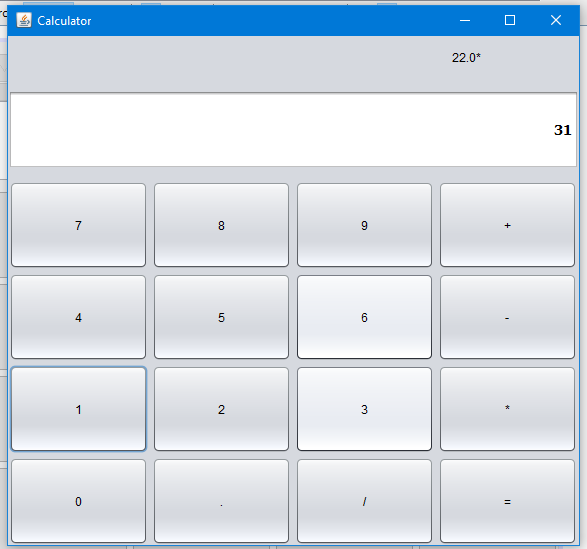 Calculator
22.0*
31
7 8 9 +
4 5 6 -
1 2 3 *
0 . / =